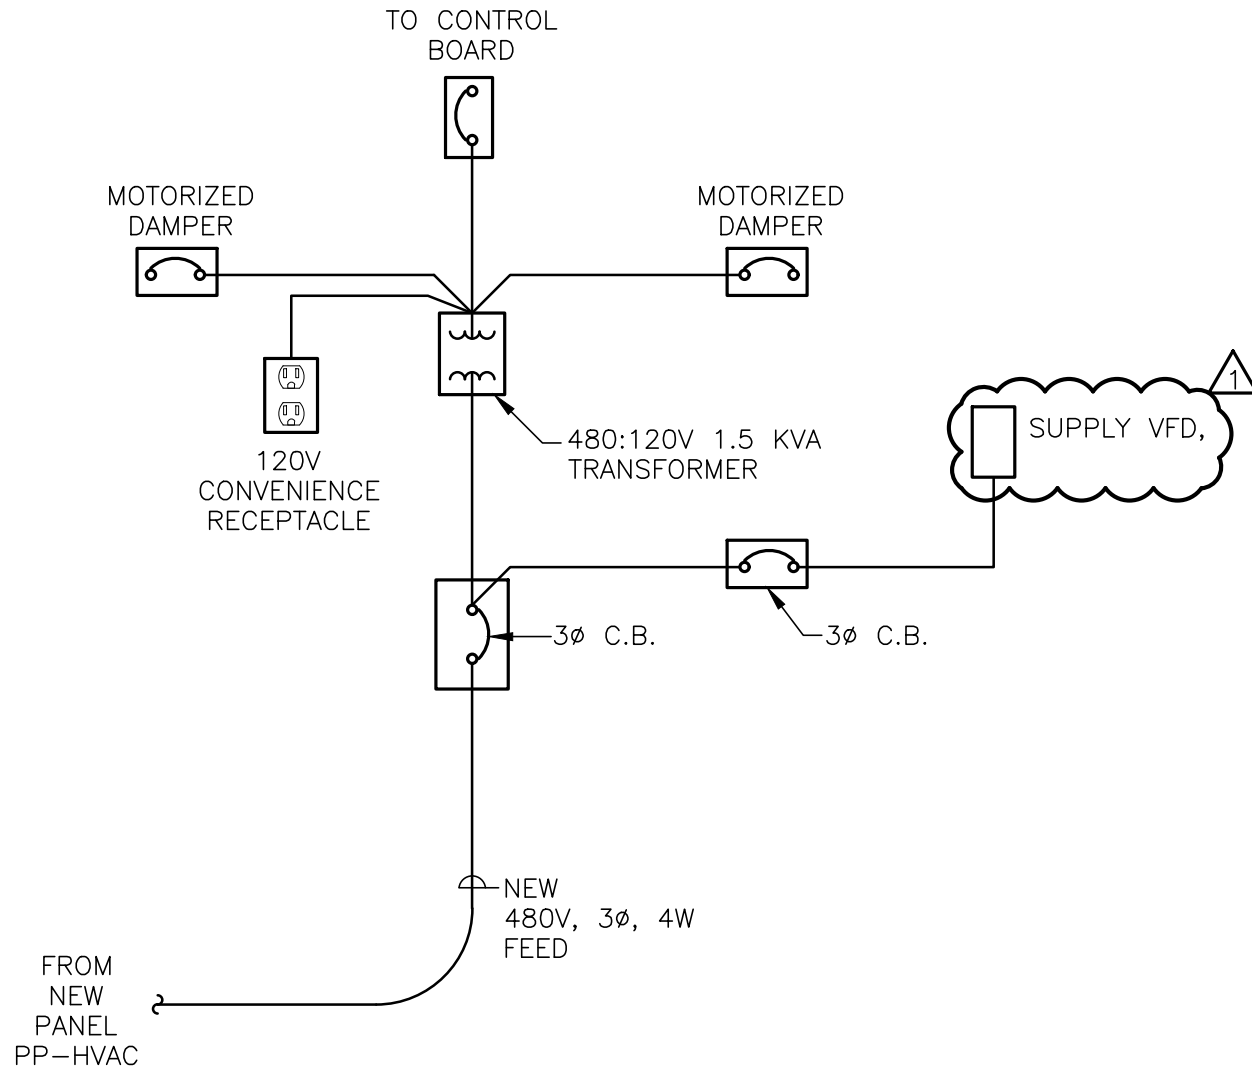 TO CONTROL
BOARD
MOTORIZED
DAMPER
MOTORIZED
DAMPER
1
SUPPLY VFD,
480:120V 1.5 KVA
TRANSFORMER
120V
CONVENIENCE
RECEPTACLE
3ø C.B.
3ø C.B.
NEW
480V, 3ø, 4W
FEED
FROM
NEW
PANEL
PP-HVAC